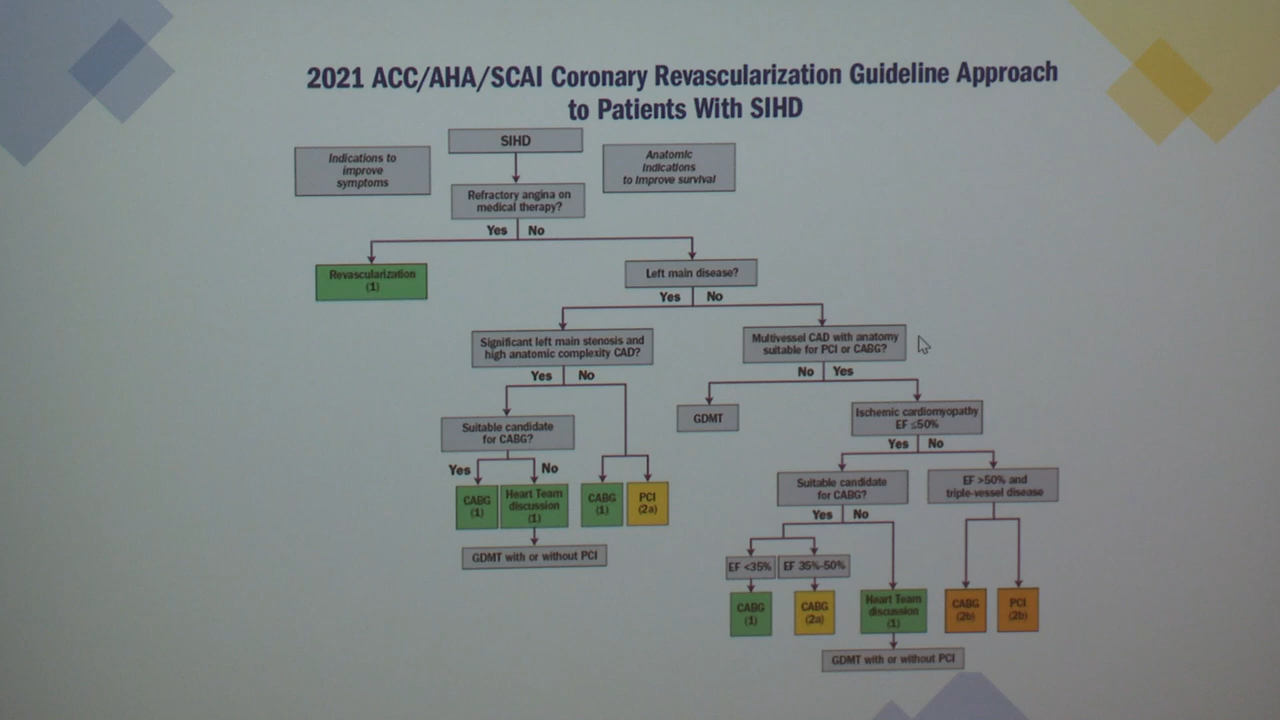 2021 ACC/AHA/SCAI Coronary Revascularization Guideline Approach
to Patients With SIHD
SIHD
Indications to
improve
symptoms
Anatomic
indications
to improve survival
Refractory angina on
medical therapy?
Yes No
Revascularization
(1)
Left main disease?
Yes No
Significant left main stenosis and
high anatomic complexity CAD?
Multivessel CAD with anatomy
suitable for PCI or CABG?
Yes No
No Yes
Suitable candidate
for CABG?
GDMT
Ischemic cardiomyopathy
EF ≤50%
Yes No
Yes No
CABG
(1)
Heart Team
discussion
(1)
CABG
(1)
PCI
(2a)
GDMT with or without PCI
Suitable candidate
for CABG?
EF >50% and
triple-vessel disease
Yes No
EF <35%
EF 35%-50%
CABG
(1)
CABG
(2a)
Heart Team
discussion
(1)
CABG
(2b)
PCI
(2b)
GDMT with or without PCI